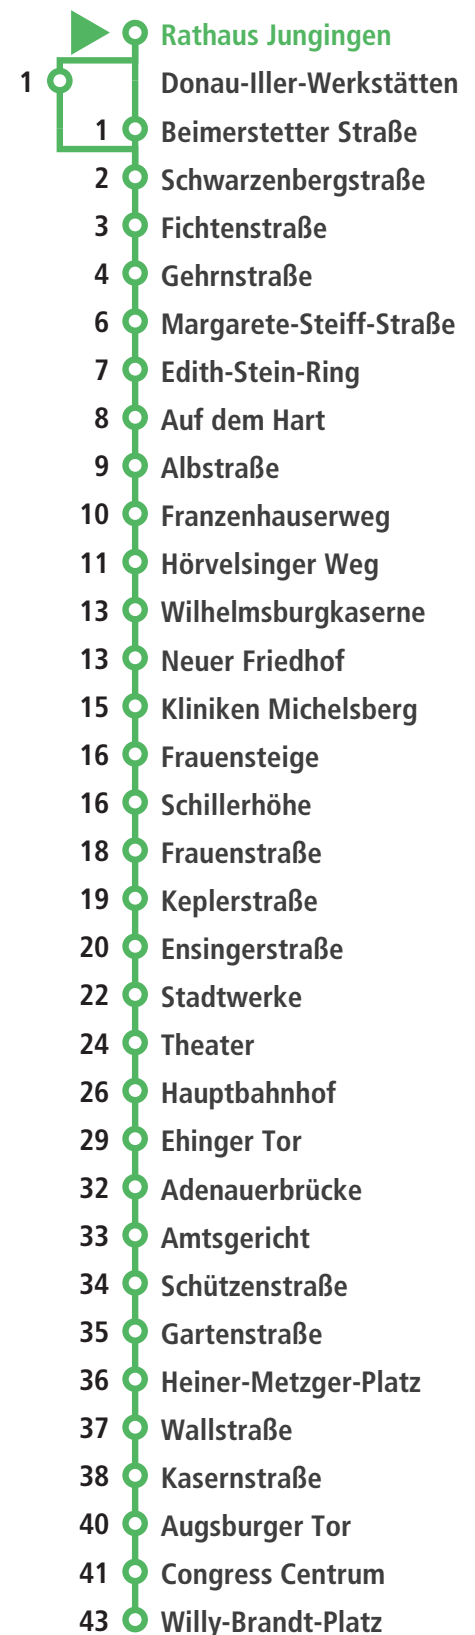 Rathaus Jungingen
1 Donau-Iller-Werkstätten
1 Beimerstetter Straße
2 Schwarzenbergstraße
3 Fichtenstraße
4 Gehrnstraße
6 Margarete-Steiff-Straße
7 Edith-Stein-Ring
8 Auf dem Hart
9 Albstraße
10 Franzenhauserweg
11 Hörvelsinger Weg
13 Wilhelmsburgkaserne
13 Neuer Friedhof
15 Kliniken Michelsberg
16 Frauensteige
16 Schillerhöhe
18 Frauenstraße
19 Keplerstraße
20 Ensingerstraße
22 Stadtwerke
24 Theater
26 Hauptbahnhof
29 Ehinger Tor
32 Adenauerbrücke
33 Amtsgericht
34 Schützenstraße
35 Gartenstraße
36 Heiner-Metzger-Platz
37 Wallstraße
38 Kasernstraße
40 Augsburger Tor
41 Congress Centrum
43 Willy-Brandt-Platz